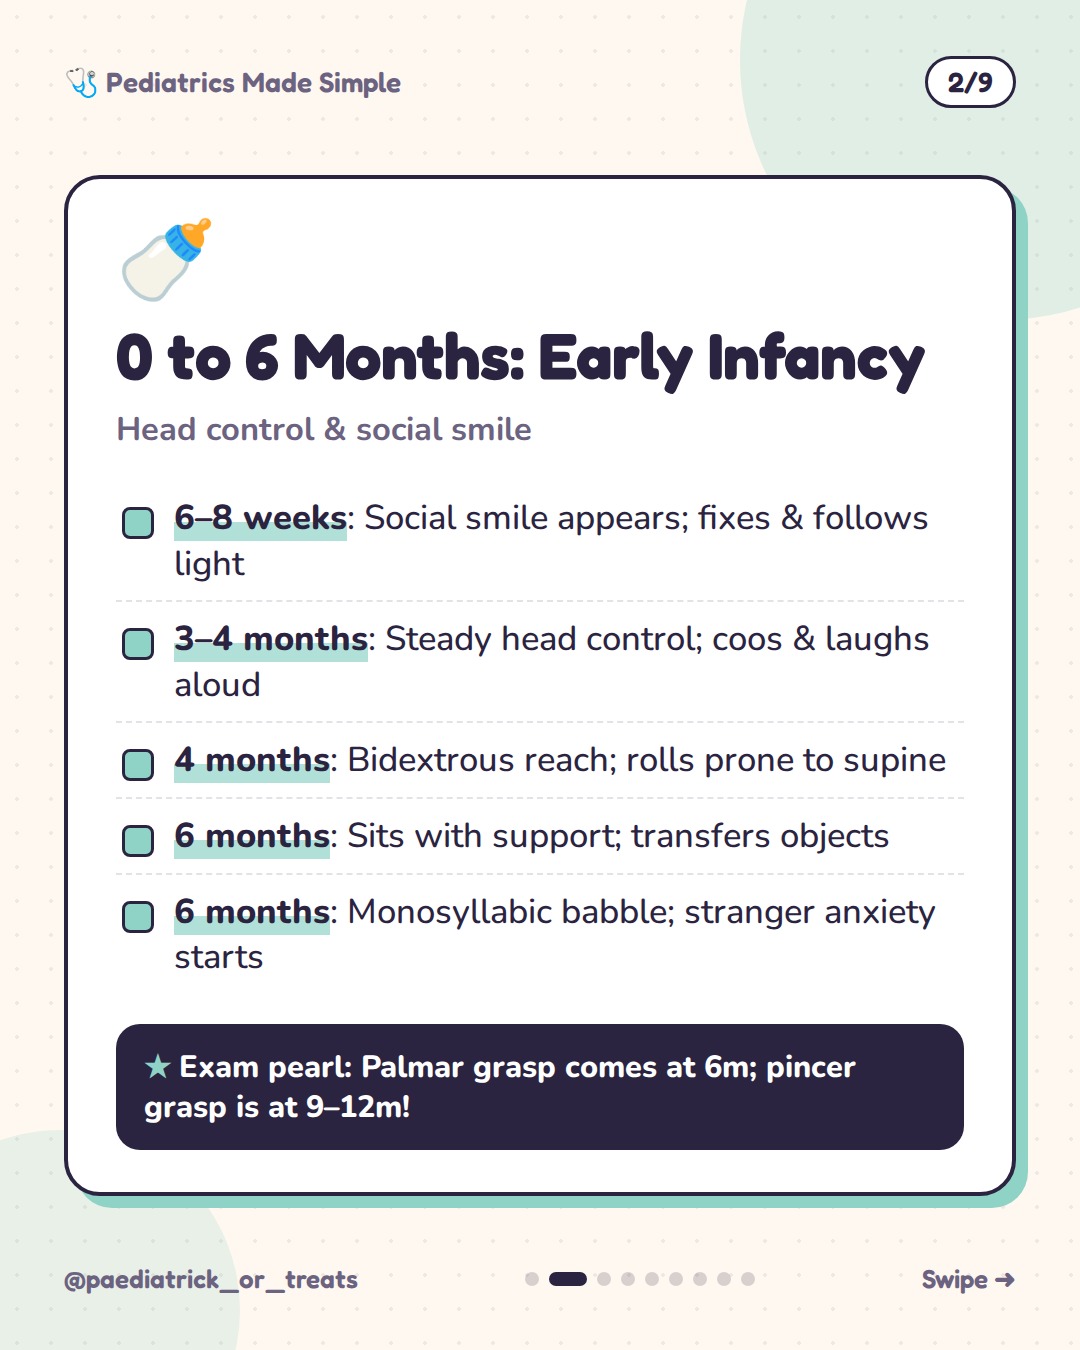 🩺 Pediatrics Made Simple
2/9
0 to 6 Months: Early Infancy
Head control & social smile
6–8 weeks: Social smile appears; fixes & follows
light
3–4 months: Steady head control; coos & laughs
aloud
4 months: Bidextrous reach; rolls prone to supine
6 months: Sits with support; transfers objects
6 months: Monosyllabic babble; stranger anxiety
starts
★ Exam pearl: Palmar grasp comes at 6m; pincer
grasp is at 9–12m!
@paediatrick_or_treats
Swipe ➜